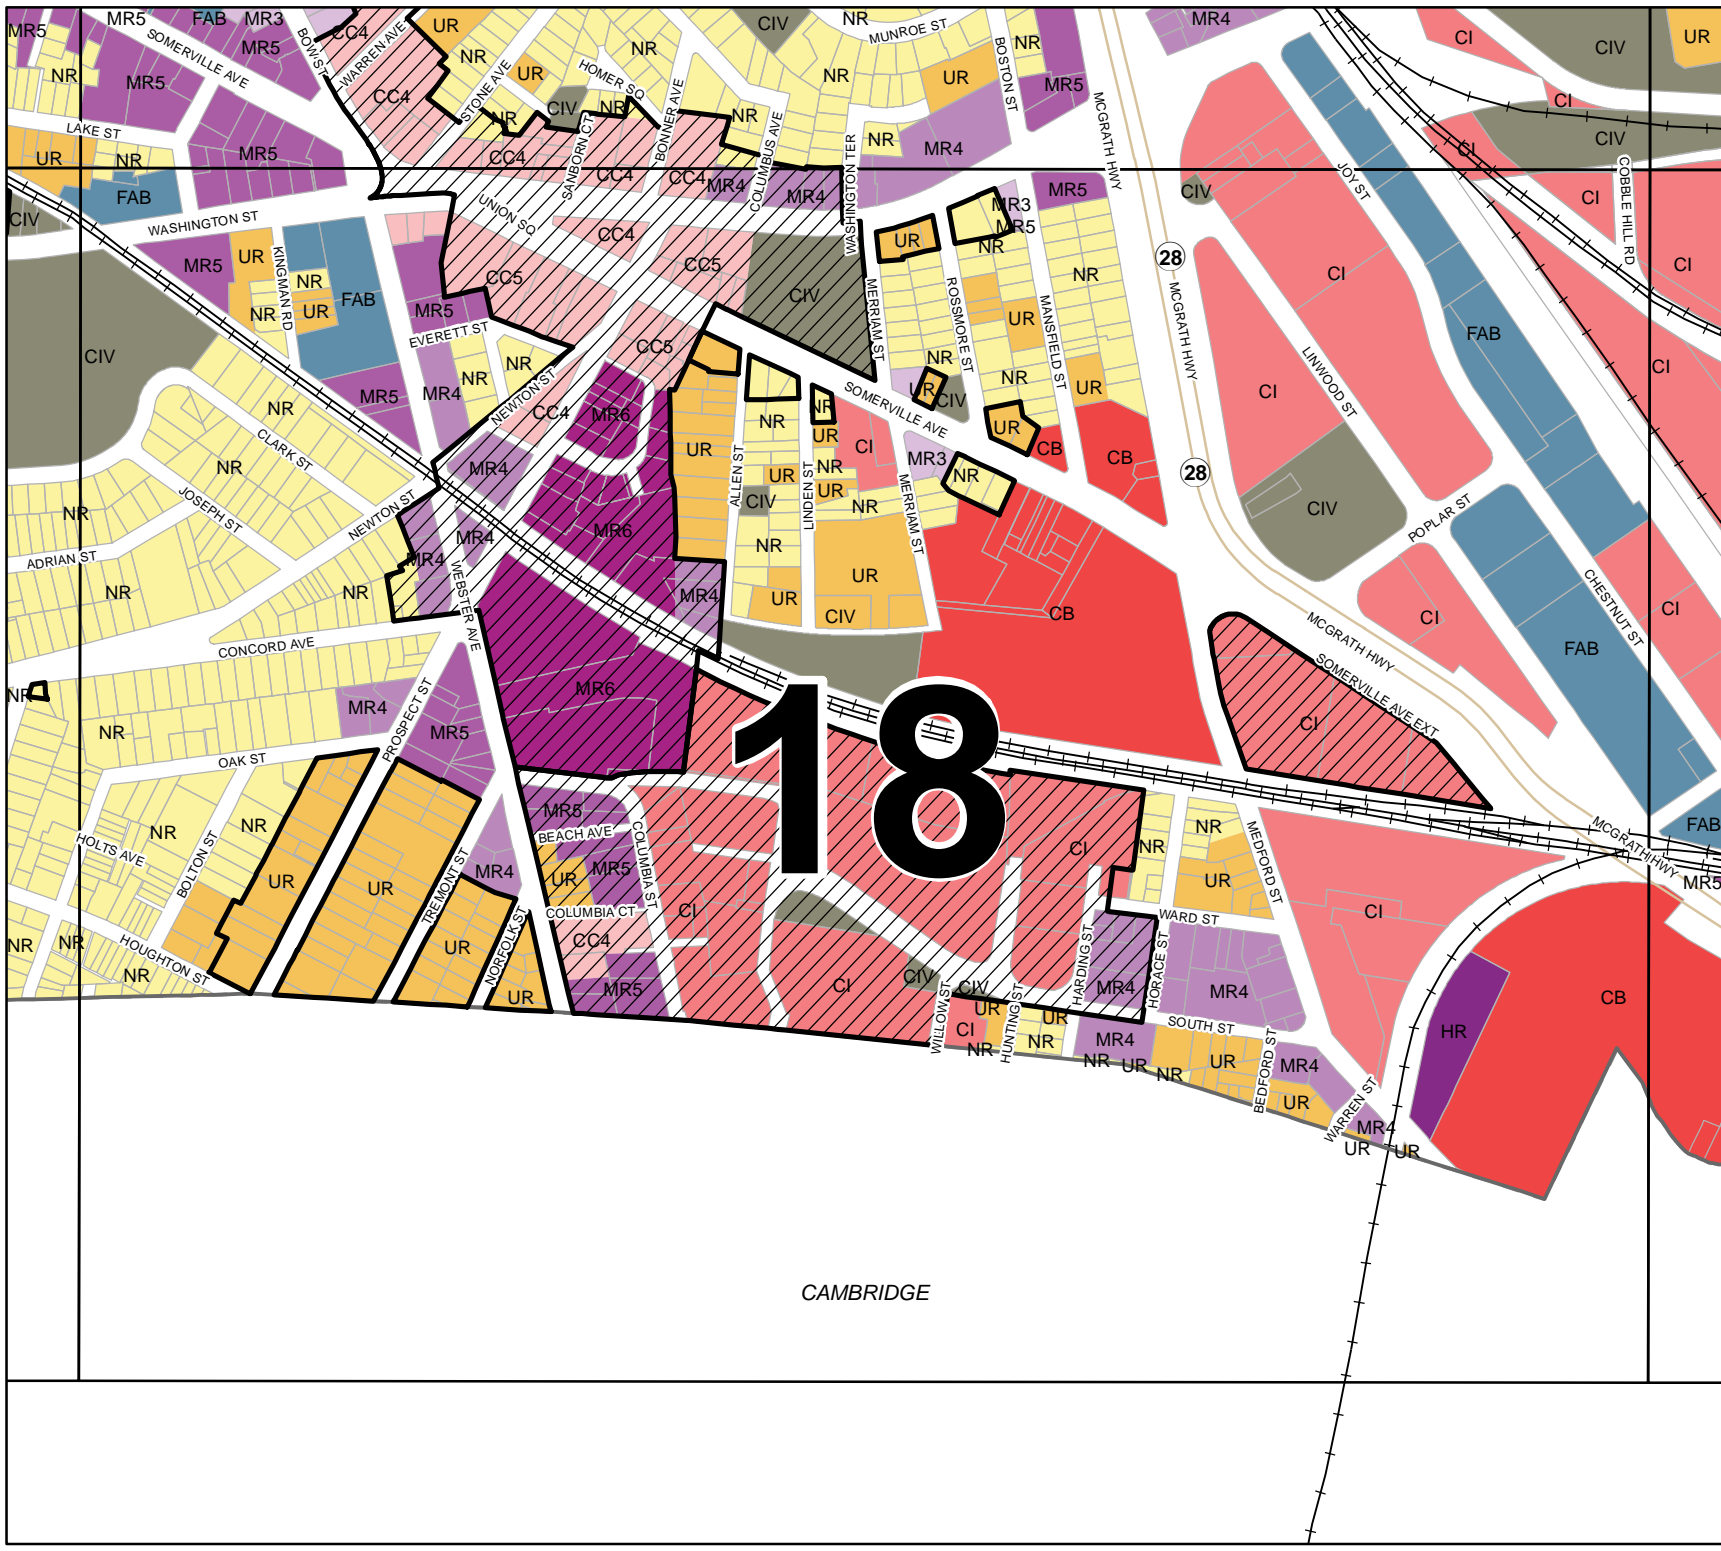 MR5
MR5
FAB
MR3
CC4
UR
CIV
NR
MUNROE ST
MR4
CI
CIV
UR
SOMERVILLE AVE
MR5
BOW ST
WARREN AVE
NR
NR
BOSTON ST
NR
NR
MR5
CC4
STONE AVE
UR
HOMER SQ
NR
UR
MR5
MCGRATH HWY
CI
LAKE ST
NR
CIV
NR
BONNER AVE
NR
COLUMBUS AVE
NR
MR4
CIV
UR
NR
MR5
CC4
SANBORN CT
CC4
CC4
MR4
MR4
WASHINGTON TER
CI
JOY ST
COBBLE HILL RD
CIV
FAB
WASHINGTON ST
UNION SQ
CC4
WASHINGTON ST
UR
MR3
MR5
NR
MR5
CIV
CI
MR5
UR
KINGMAN RD
NR
FAB
CC5
CC5
CIV
MERRIAM ST
ROSSMORE ST
NR
28
CI
CI
NR
UR
MR5
EVERETT ST
MANSFIELD ST
UR
MCGRATH HWY
FAB
CIV
CC5
NR
NR
NR
NR
LINWOOD ST
CI
MR5
MR4
NEWTON ST
CC4
MR6
NR
UR
CIV
SOMERVILLE AVE
UR
CI
NR
CLARK ST
NR
UR
CI
UR
CB
CB
NR
MR4
UR
ALLEN ST
UR
NR
MR3
NR
28
JOSEPH ST
NEWTON ST
NR
CIV
LINDEN ST
UR
NR
MERRIAM ST
CIV
POPLAR ST
MR4
MR6
NR
ADRIAN ST
MR4
WEBSTER AVE
NR
NR
MR4
UR
UR
CIV
CB
CI
CHESTNUT ST
CI
CONCORD AVE
MCGRATH HWY
FAB
NR
MR4
PROSPECT ST
MR6
SOMERVILLE AVE EXT
NR
MR5
18
CI
OAK ST
HOLTS AVE
NR
NR
BOLTON ST
MR5
BEACH AVE
COLUMBIA ST
CI
NR
NR
MEDFORD ST
MCGRATH HWY
FAB
UR
UR
TREMONT ST
MR4
UR
MR5
UR
MR5
NR
NR
HOUGHTON ST
NR
UR
NORFOLK ST
COLUMBIA CT
CI
CC4
WARD ST
CI
UR
MR5
CI
CIV
CIV
WILLOW ST
HARDING ST
MR4
HORACE ST
MR4
CB
HR
CI
UR
HUNTING ST
UR
NR
NR
MR4
SOUTH ST
UR
BEDFORD ST
MR4
NR
UR
NR
UR
WARREN ST
MR4
UR
UR
CAMBRIDGE